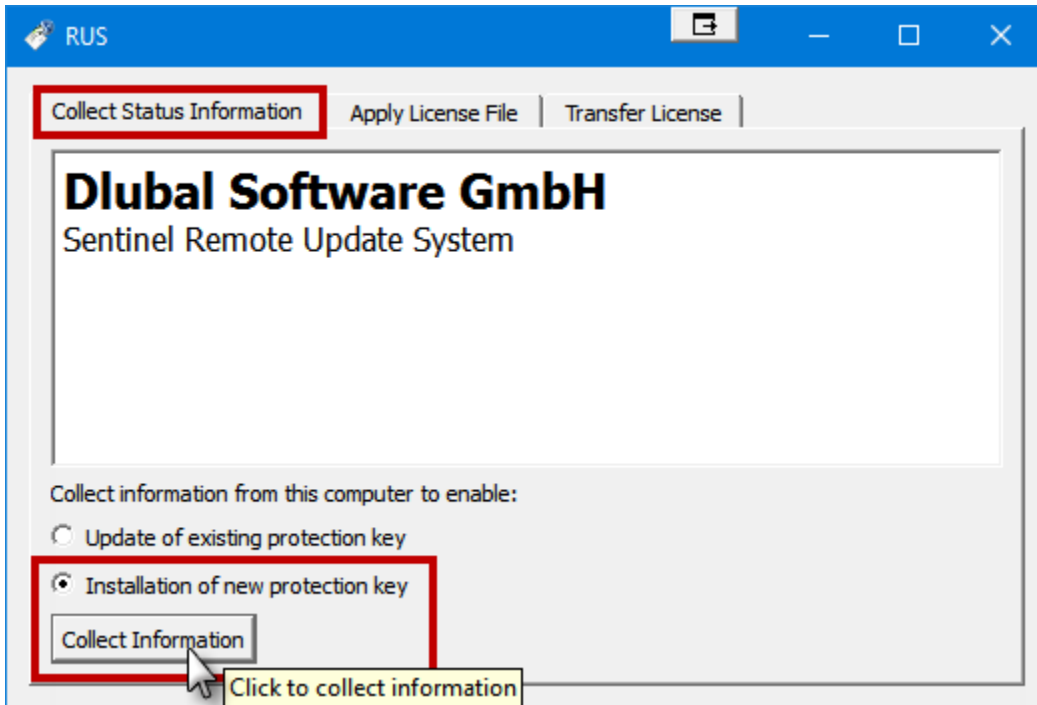 RUS
Collect Status Information Apply License File Transfer License
Dlubal Software GmbH
Sentinel Remote Update System
Collect information from this computer to enable:
Update of existing protection key
Installation of new protection key
Collect Information
Click to collect information